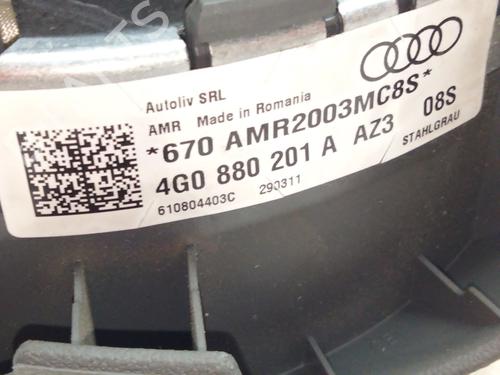 Autoliv SRL
AMR Made in Romania
*670 AMR2003MC8S* 08S
4G0 880 201 A AZ3 STAHLGRAU
610804403C 290311